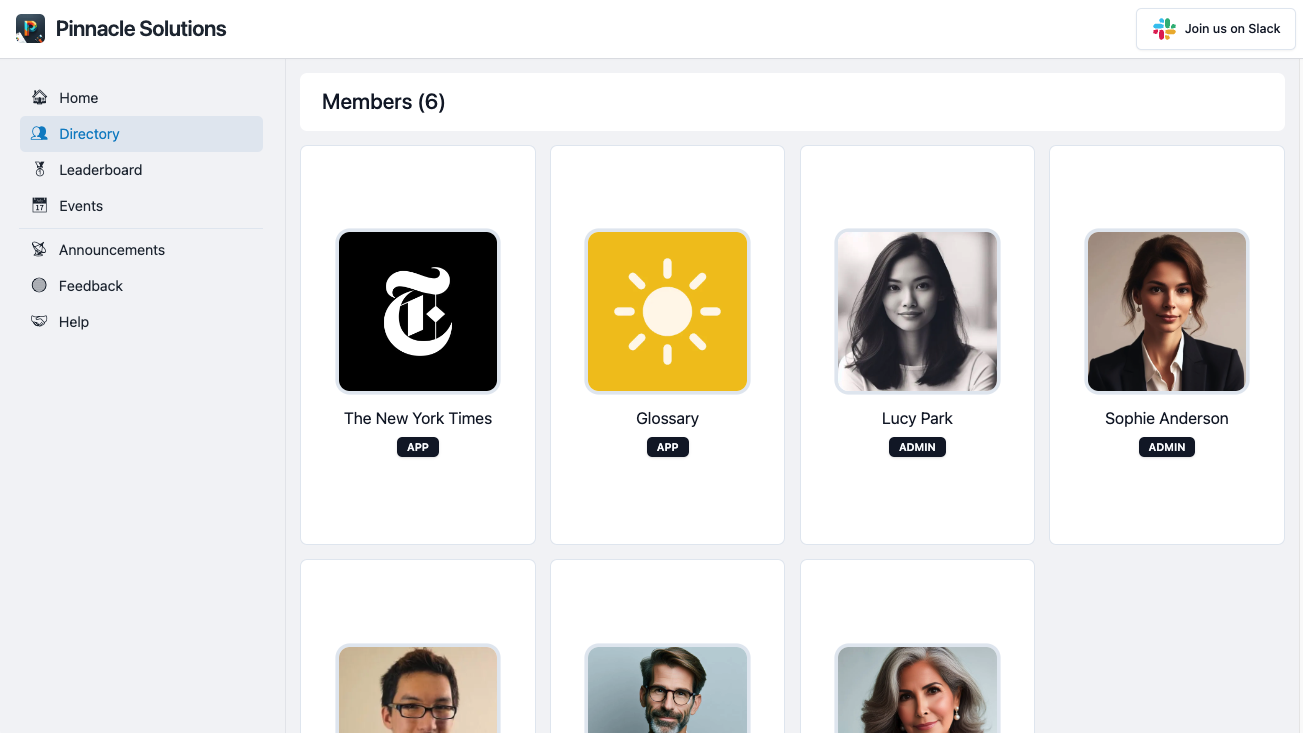 Pinnacle Solutions
Join us on Slack
Home
Directory
Leaderboard
17
Events
Announcements
Feedback
Help
Members (6)
The New York Times
APP
Glossary
APP
Lucy Park
ADMIN
Sophie Anderson
ADMIN